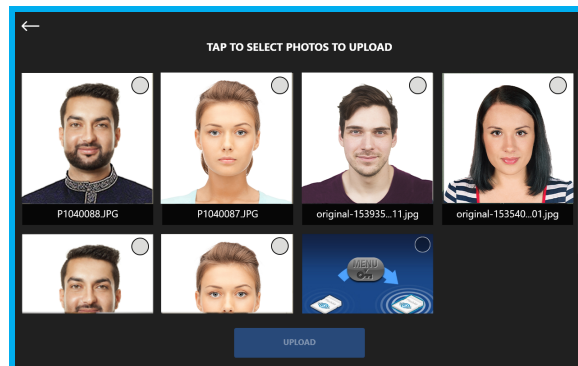 TAP TO SELECT PHOTOS TO UPLOAD
P1040088.JPG
P1040087.JPG
original-153935...11.jpg
original-153540...01.jpg
MENU
UPLOAD